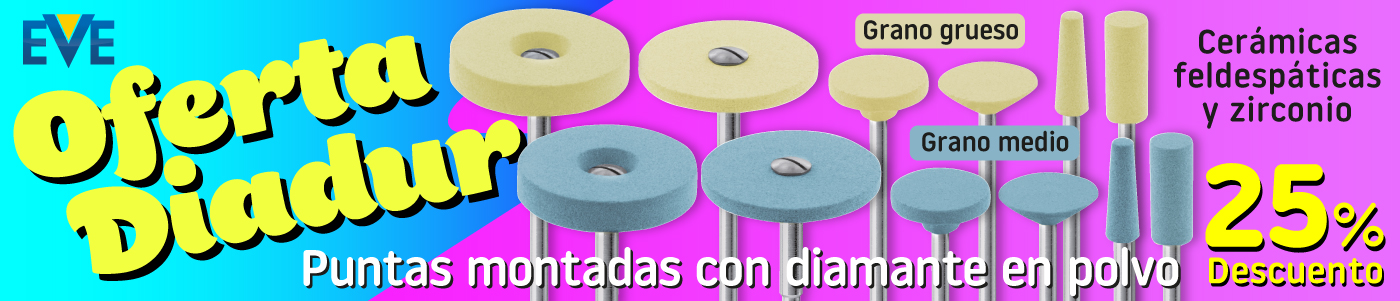 EVE
Oferta
Diadur
Grano grueso
Grano medio
Cerámicas
feldespáticas
y zirconio
25%
Descuento
Puntas montadas con diamante en polvo